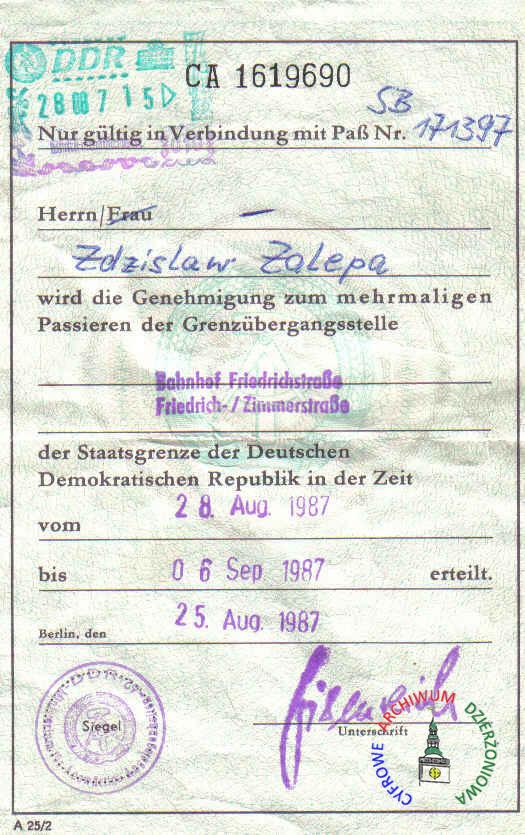 DDR
28 08 7 15
CA 1619690
SB
Nur gültig in Verbindung mit Paß Nr. 171397
Herrn/Frau —
Zdzislaw Zalepa
wird die Genehmigung zum mehrmaligen
Passieren der Grenzübergangsstelle
Bahnhof Friedrichstraße
Friedrich-/Zimmerstraße
der Staatsgrenze der Deutschen
Demokratischen Republik in der Zeit
vom 28. Aug. 1987
bis 06 Sep 1987 erteilt.
Berlin, den 25. Aug. 1987
Siegel
Unterschrift
CYFROWE ARCHIWUM DZIERŻONIOWA
A 25/2